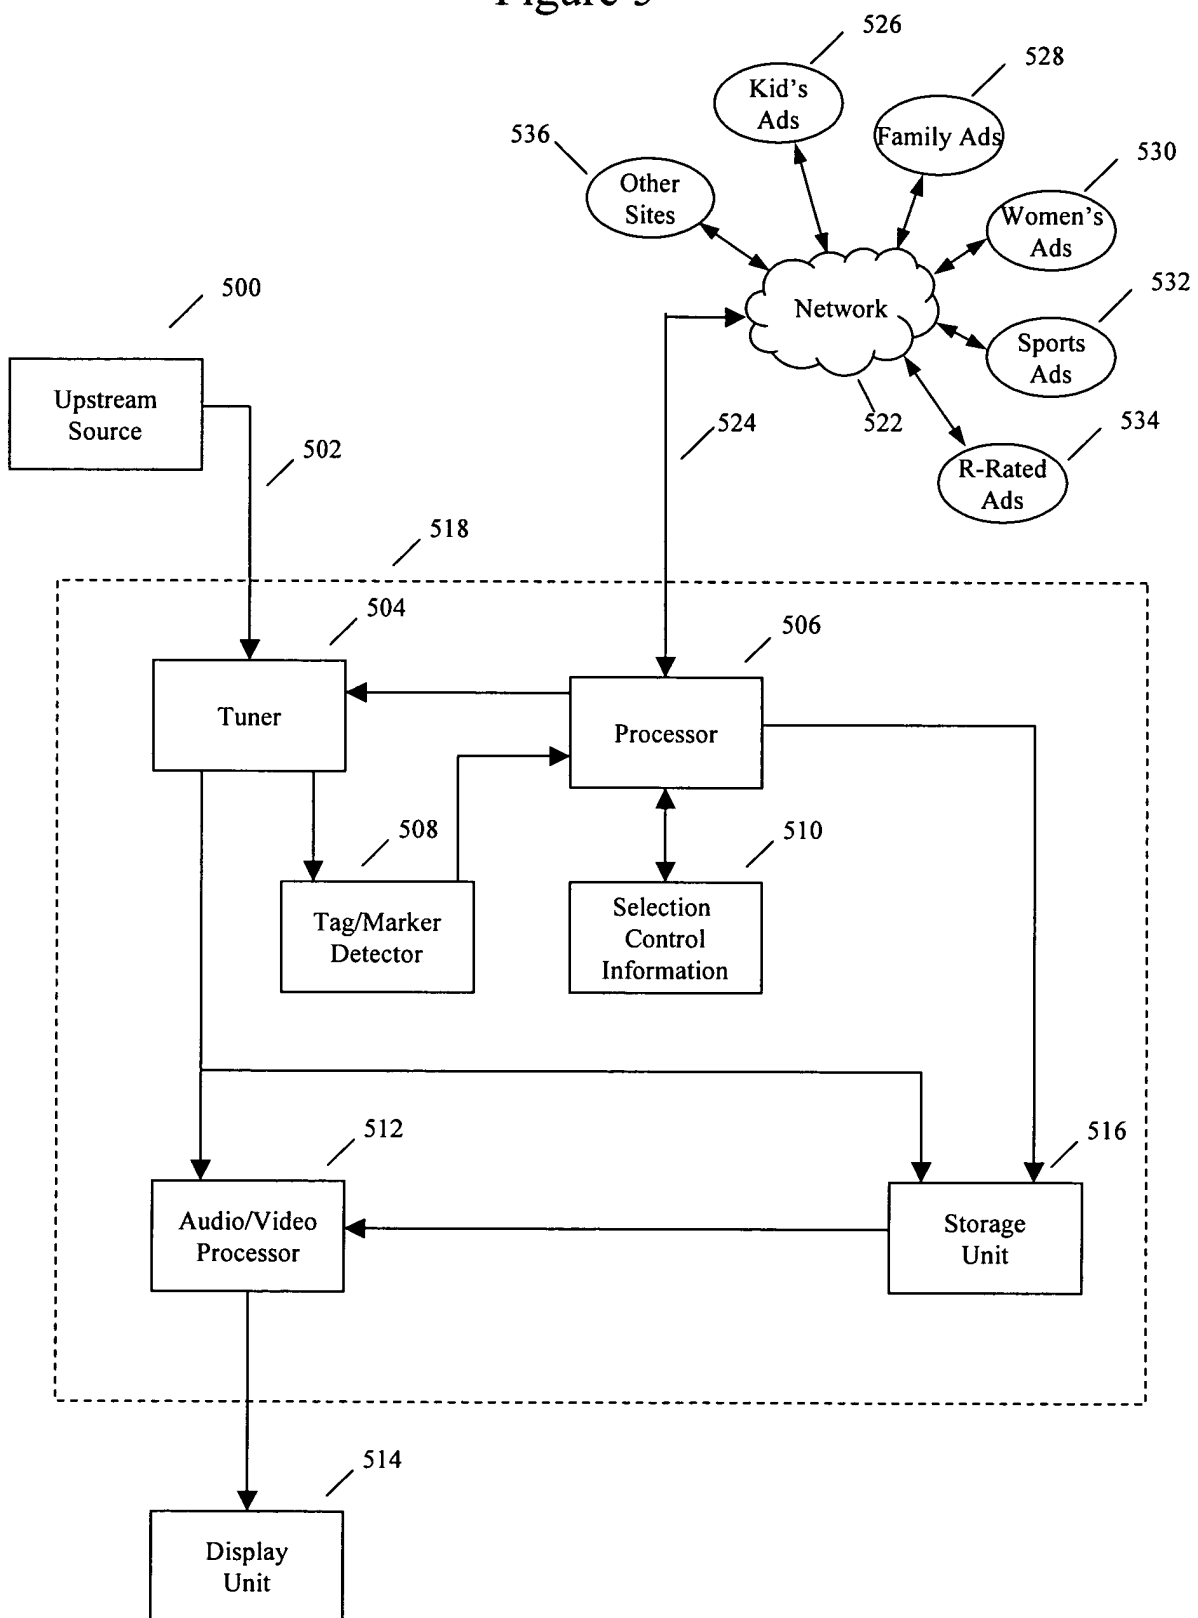 Figure 5
526
528
Kid's
Ads
Family Ads
536
530
Other
Sites
Women's
Ads
500
532
Network
Sports
Ads
Upstream
Source
524
522
534
502
R-Rated
Ads
518
504
506
Tuner
Processor
508
510
Tag/Marker
Detector
Selection
Control
Information
512
516
Audio/Video
Processor
Storage
Unit
514
Display
Unit